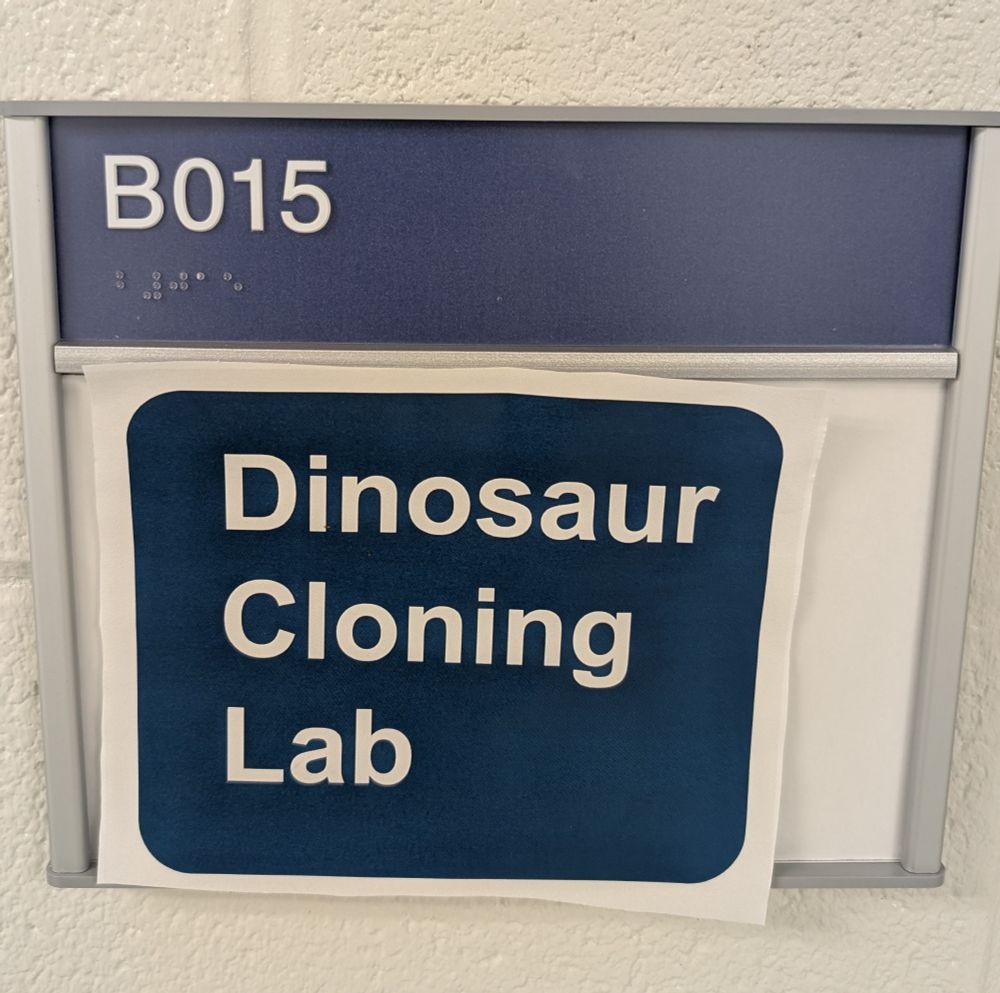 B015
⠃⠼⠚⠁⠑
Dinosaur
Cloning
Lab